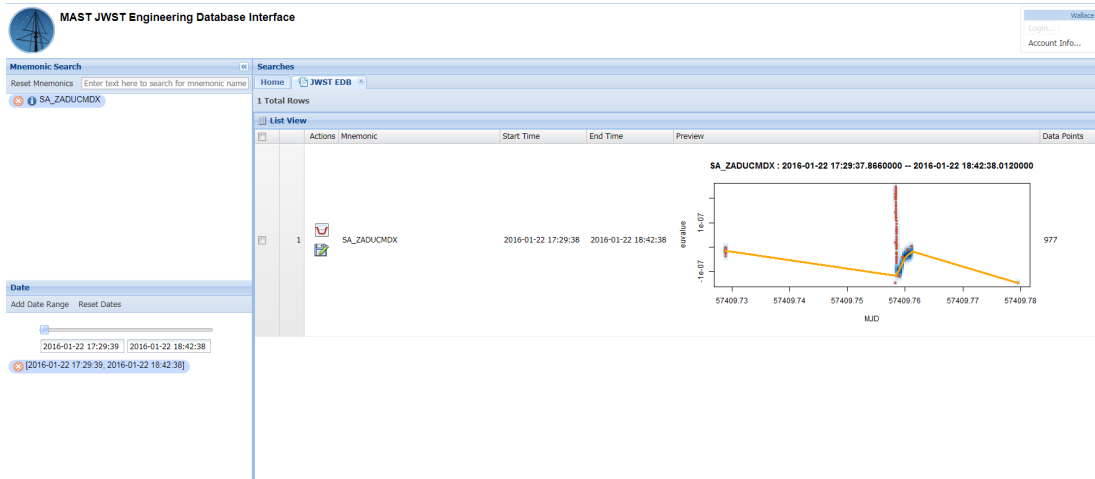 MAST JWST Engineering Database Interface
Wallace
Login...
Account Info...
Mnemonic Search
Reset Mnemonics Enter text here to search for mnemonic name
SA_ZADUCMDX
Date
Add Date Range Reset Dates
2016-01-22 17:29:39 2016-01-22 18:42:38
[2016-01-22 17:29:39, 2016-01-22 18:42:38]
Searches
Home JWST EDB
1 Total Rows
List View
Actions Mnemonic Start Time End Time Preview Data Points
1 SA_ZADUCMDX 2016-01-22 17:29:38 2016-01-22 18:42:38 977
SA_ZADUCMDX : 2016-01-22 17:29:37.8660000 -- 2016-01-22 18:42:38.0120000
euvalue
1e-07
-1e-07
57409.73 57409.74 57409.75 57409.76 57409.77 57409.78
MJD